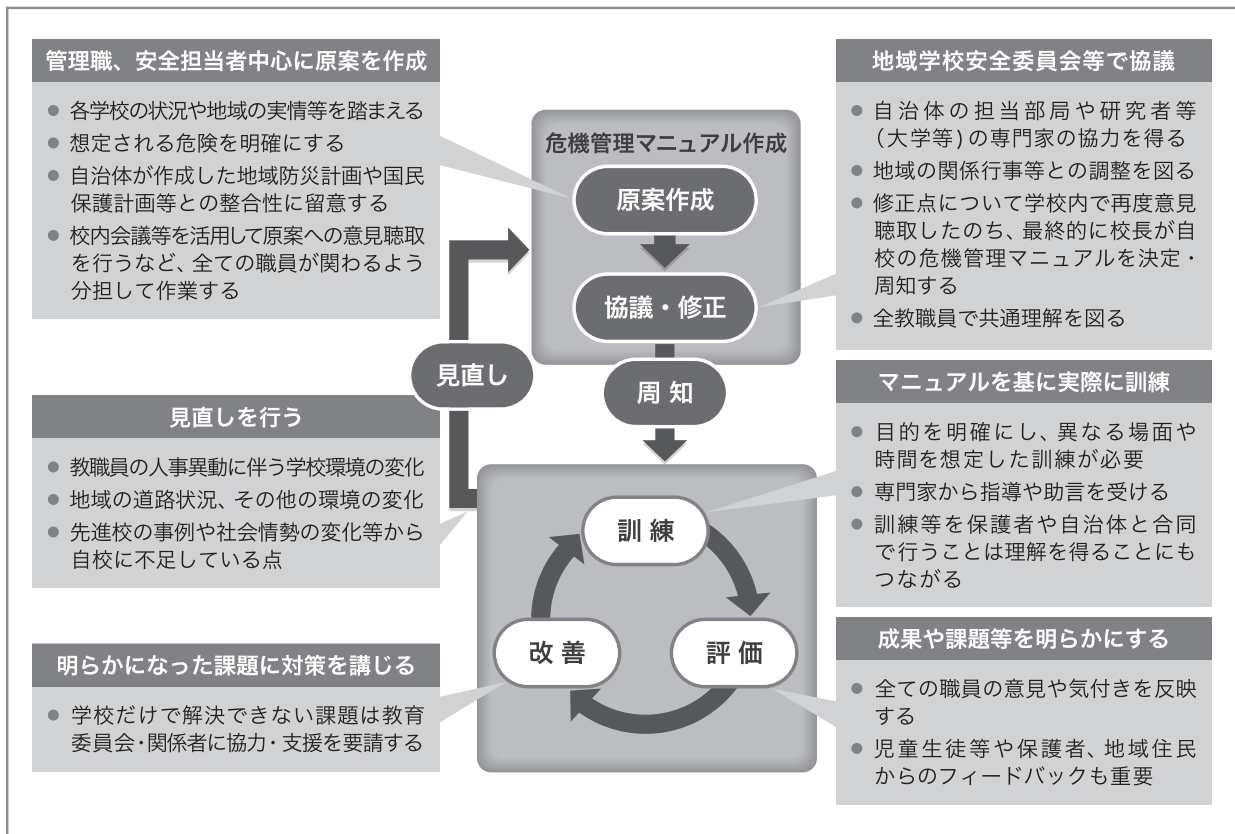 管理職、安全担当者中心に原案を作成
● 各学校の状況や地域の実情等を踏まえる
● 想定される危険を明確にする
● 自治体が作成した地域防災計画や国民
保護計画等との整合性に留意する
● 校内会議等を活用して原案への意見聴取
を行うなど、全ての職員が関わるよう
分担して作業する
危機管理マニュアル作成
原案作成
協議・修正
周知
地域学校安全委員会等で協議
● 自治体の担当部局や研究者等
(大学等)の専門家の協力を得る
● 地域の関係行事等との調整を図る
● 修正点について学校内で再度意見
聴取したのち、最終的に校長が自
校の危機管理マニュアルを決定・
周知する
● 全教職員で共通理解を図る
見直し
見直しを行う
● 教職員の人事異動に伴う学校環境の変化
● 地域の道路状況、その他の環境の変化
● 先進校の事例や社会情勢の変化等から
自校に不足している点
マニュアルを基に実際に訓練
● 目的を明確にし、異なる場面や
時間を想定した訓練が必要
● 専門家から指導や助言を受ける
● 訓練等を保護者や自治体と合同
で行うことは理解を得ることにも
つながる
訓練
評価
改善
明らかになった課題に対策を講じる
● 学校だけで解決できない課題は教育
委員会・関係者に協力・支援を要請する
成果や課題等を明らかにする
● 全ての職員の意見や気付きを反映
する
● 児童生徒等や保護者、地域住民
からのフィードバックも重要